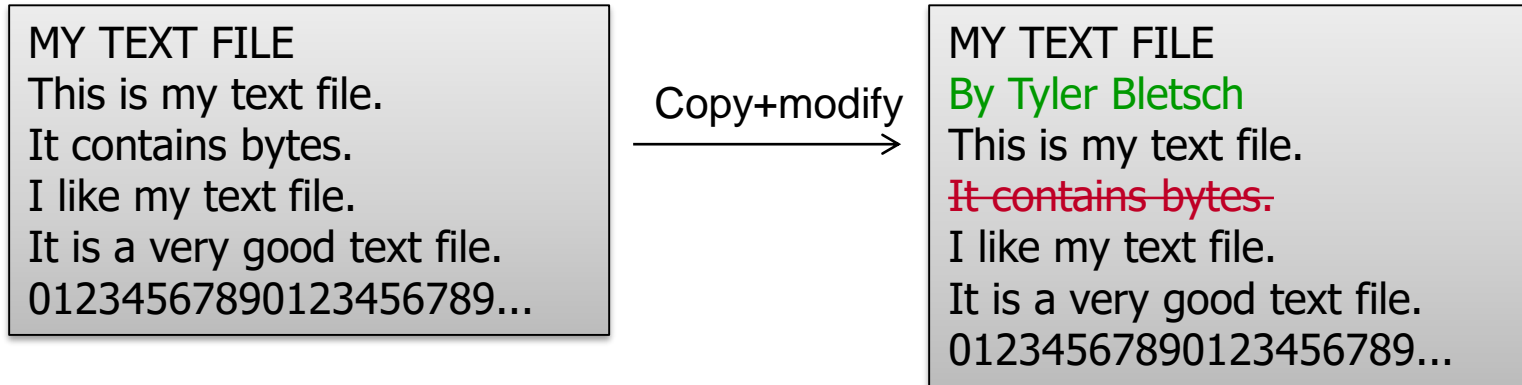 MY TEXT FILE
This is my text file.
It contains bytes.
I like my text file.
It is a very good text file.
01234567890123456789...
Copy+modify
MY TEXT FILE
By Tyler Bletsch
This is my text file.
It contains bytes.
I like my text file.
It is a very good text file.
01234567890123456789...